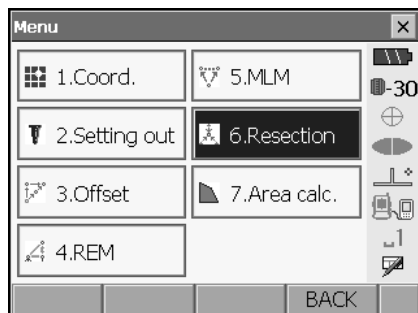 Menu
1.Coord.
5.MLM
2.Setting out
6.Resection
3.Offset
7.Area calc.
4.REM
-30
1
BACK